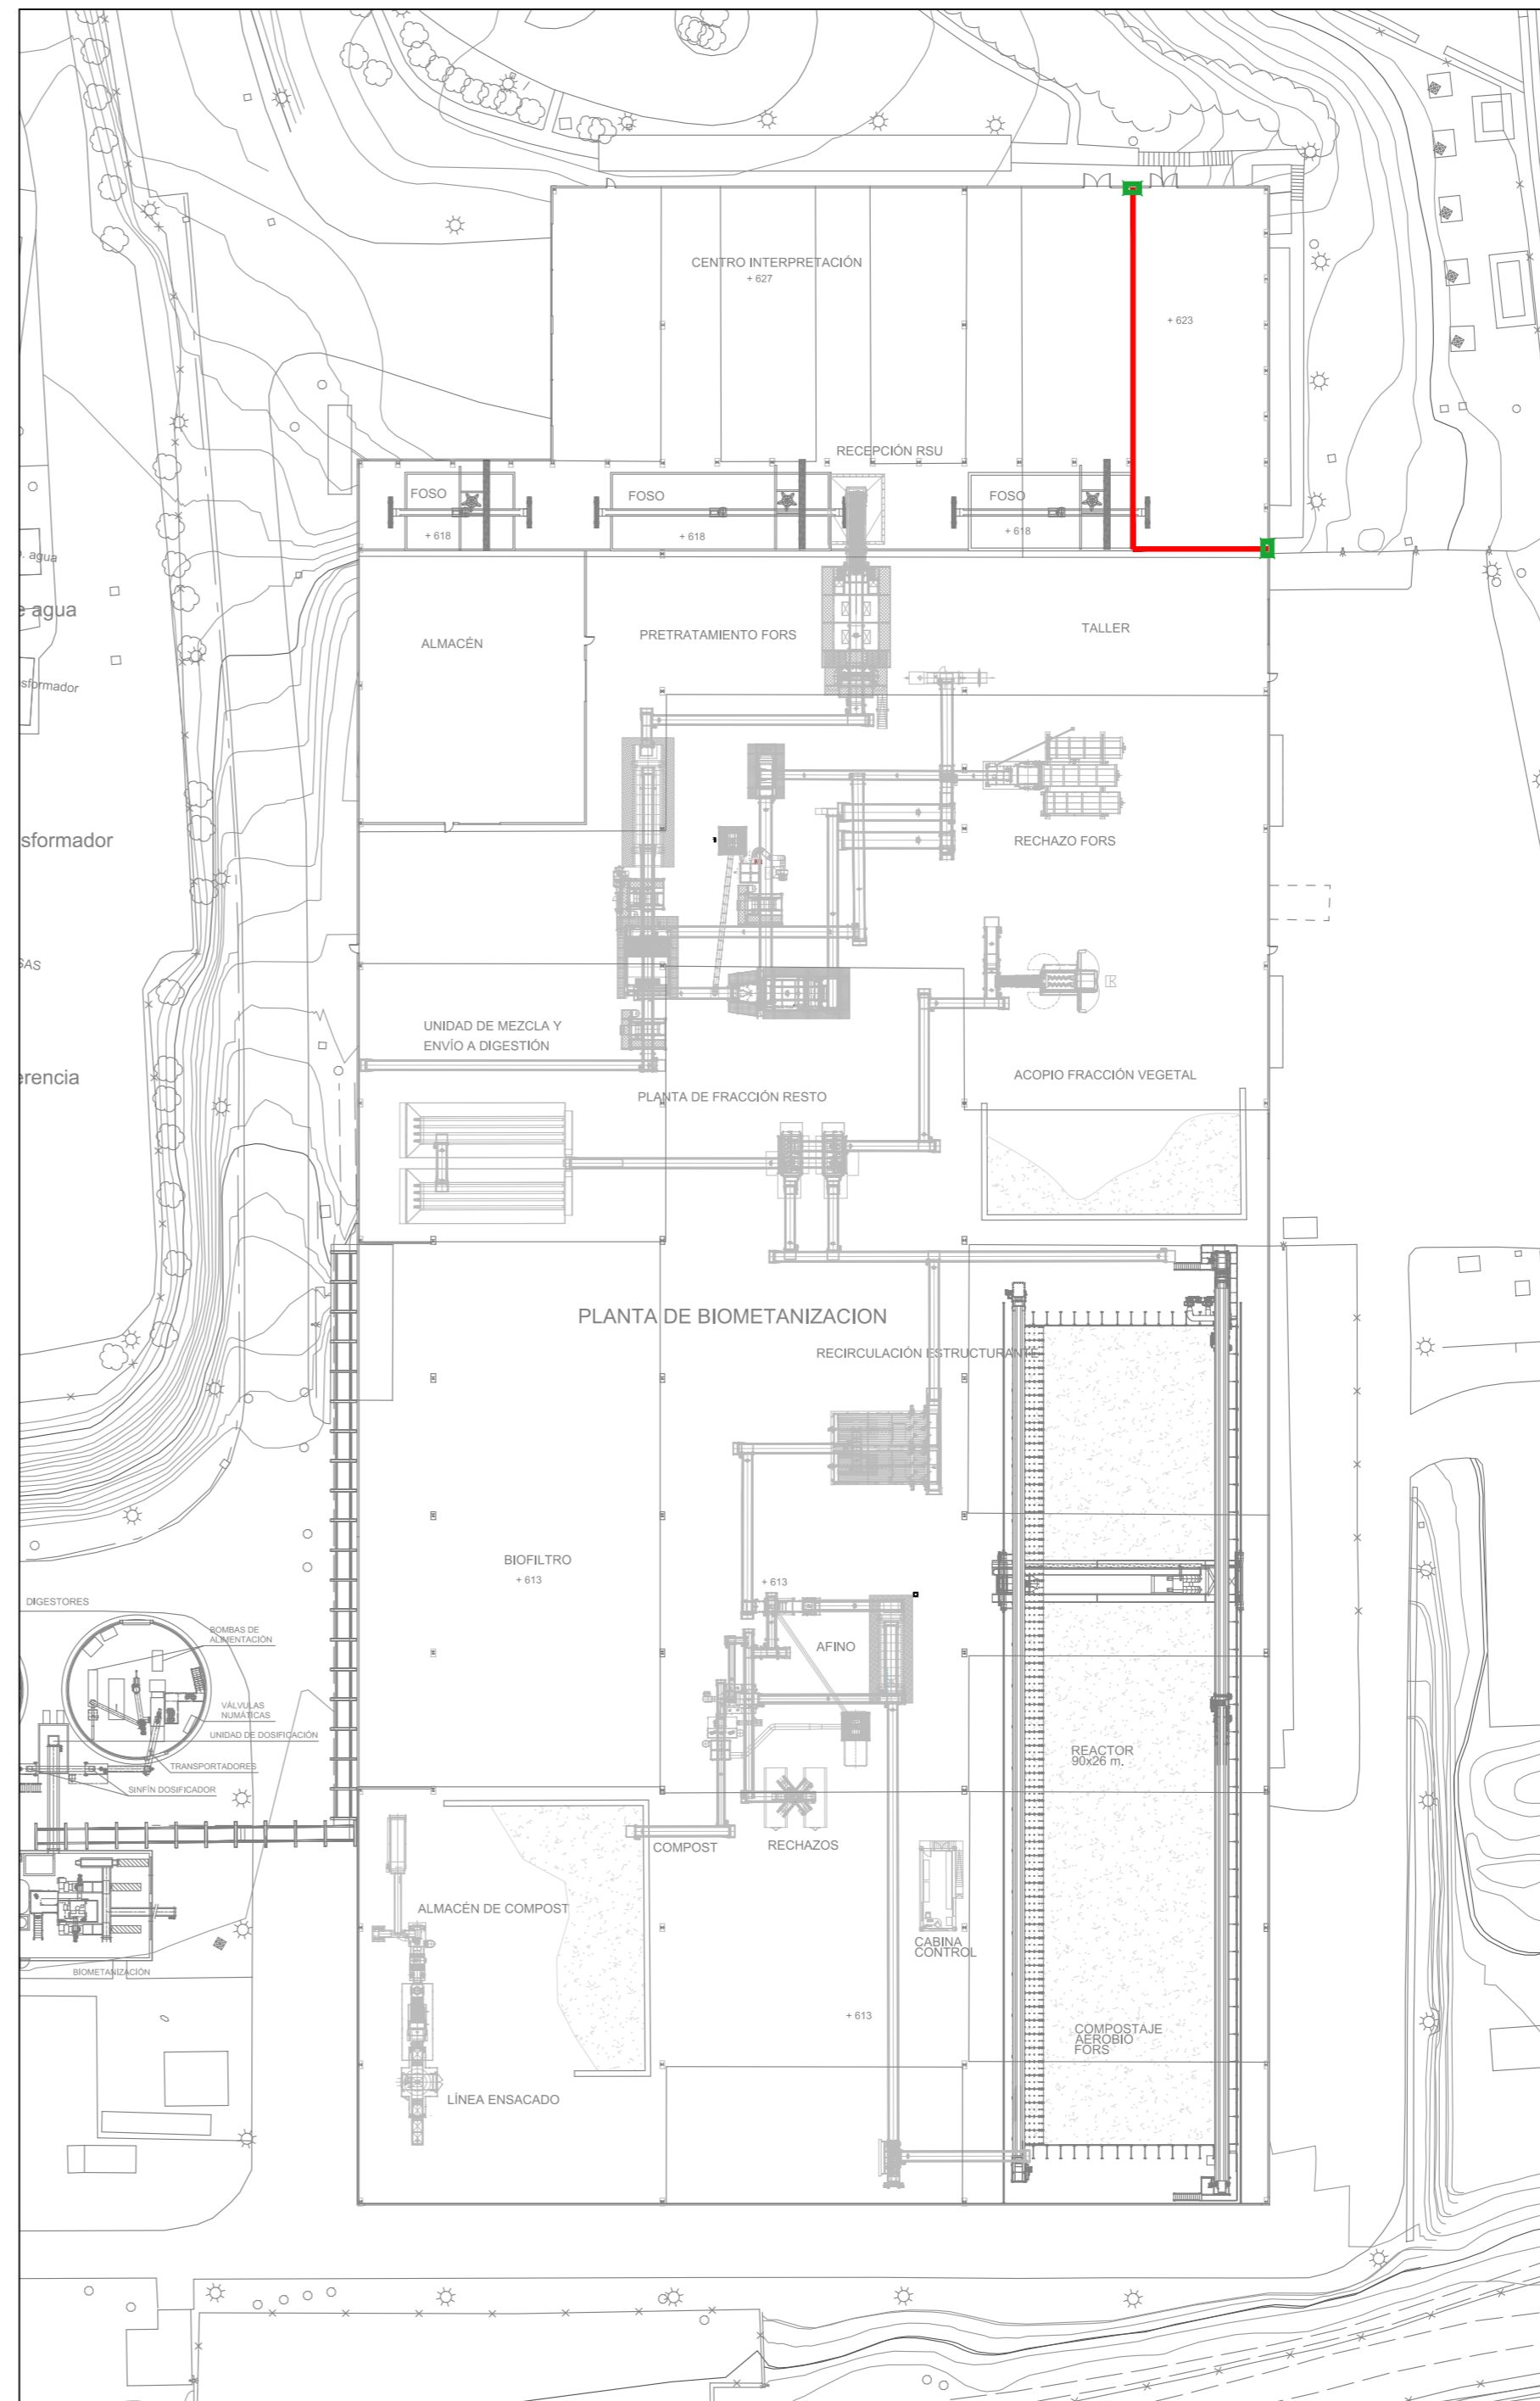 CENTRO INTERPRETACIÓN
+ 627
+ 623
RECEPCIÓN RSU
FOSO
FOSO
FOSO
+ 618
+ 618
+ 618
. agua
agua
ALMACÉN
PRETRATAMIENTO FORS
TALLER
sformador
sformador
RECHAZO FORS
SAS
UNIDAD DE MEZCLA Y
ENVÍO A DIGESTIÓN
erencia
PLANTA DE FRACCIÓN RESTO
ACOPIO FRACCIÓN VEGETAL
PLANTA DE BIOMETANIZACION
RECIRCULACIÓN ESTRUCTURANTE
BIOFILTRO
+ 613
+ 613
DIGESTORES
BOMBAS DE
ALIMENTACIÓN
AFINO
VÁLVULAS
NUMÁTICAS
UNIDAD DE DOSIFICACIÓN
TRANSPORTADORES
SINFÍN DOSIFICADOR
REACTOR
90x26 m.
COMPOST
RECHAZOS
ALMACÉN DE COMPOST
CABINA
CONTROL
BIOMETANIZACIÓN
+ 613
COMPOSTAJE
AEROBIO
FORS
LÍNEA ENSACADO